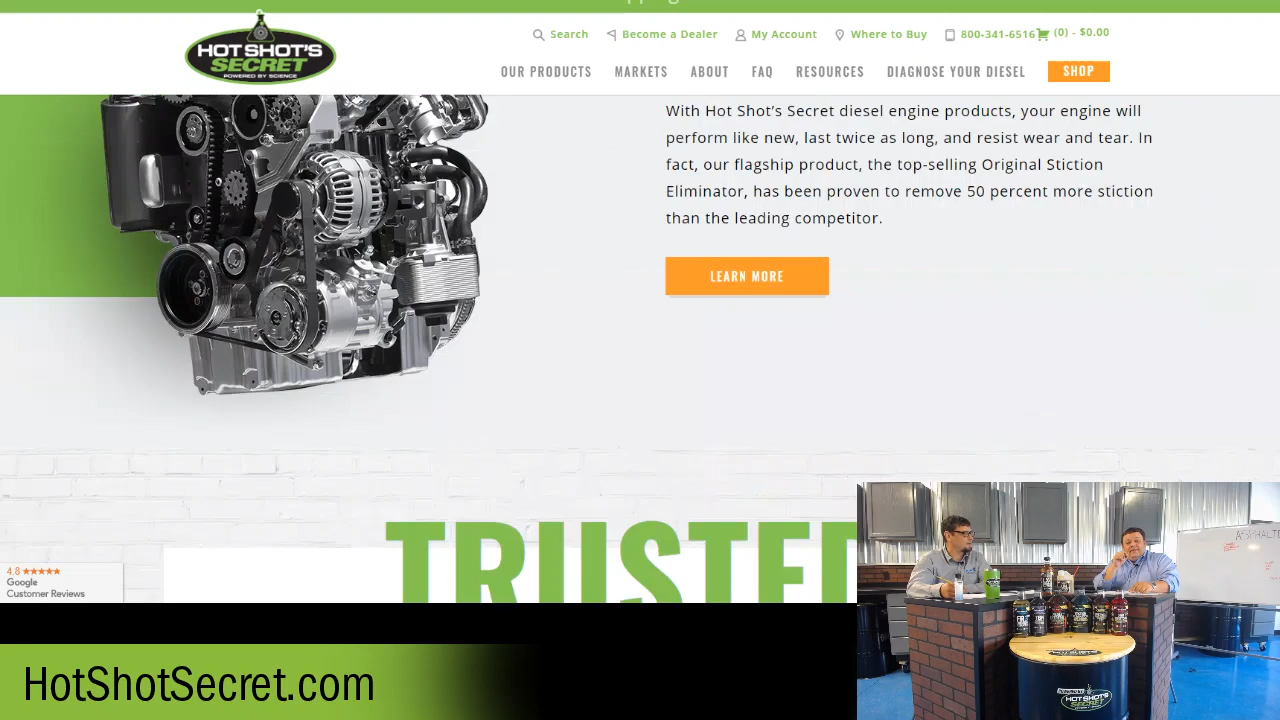 HOT SHOT'S
SECRET
POWERED BY SCIENCE
Search
Become a Dealer
My Account
Where to Buy
800-341-6516
(0) - $0.00
OUR PRODUCTS
MARKETS
ABOUT
FAQ
RESOURCES
DIAGNOSE YOUR DIESEL
SHOP
With Hot Shot's Secret diesel engine products, your engine will
perform like new, last twice as long, and resist wear and tear. In
fact, our flagship product, the top-selling Original Stiction
Eliminator, has been proven to remove 50 percent more stiction
than the leading competitor.
LEARN MORE
TRUSTED
4.8
Google
Customer Reviews
HOT SHOT'S
SECRET
HotShotSecret.com